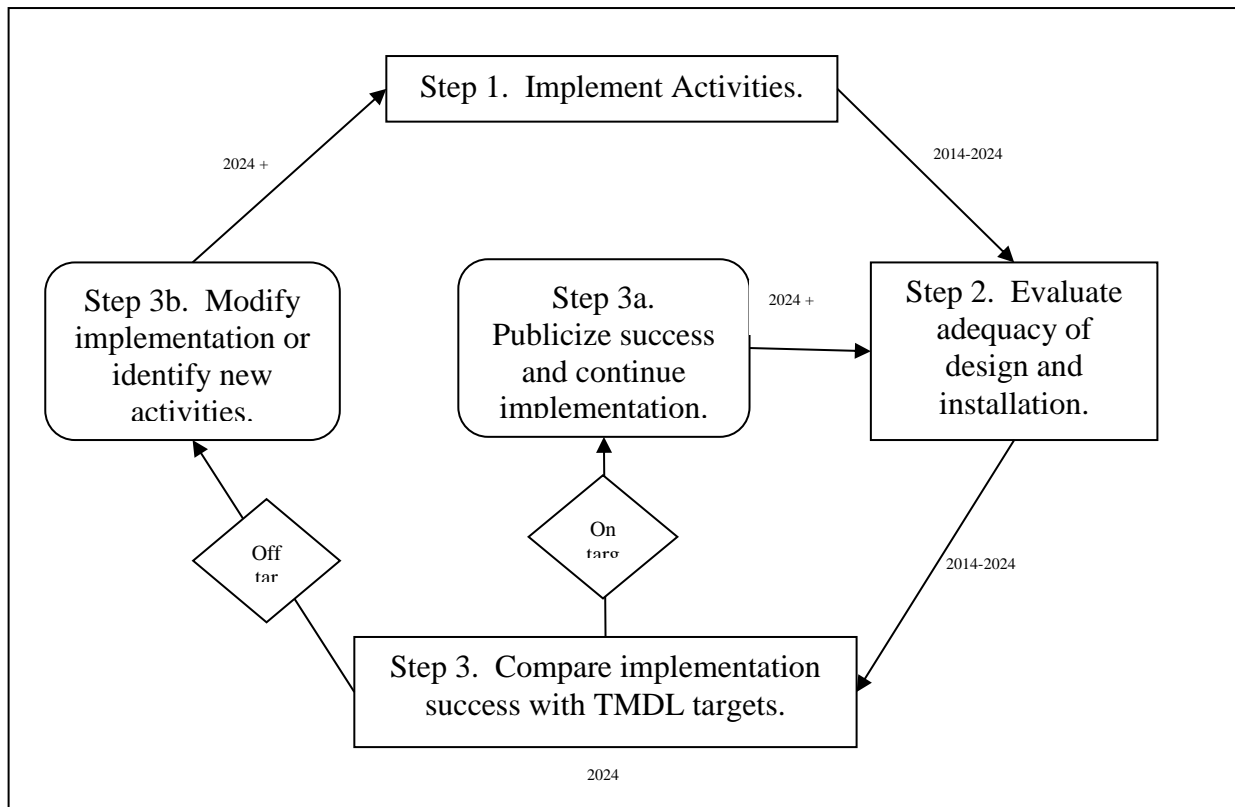 Step 1. Implement Activities.
2024 +
2014-2024
Step 3b. Modify
implementation or
identify new
activities.
Step 3a.
Publicize success
and continue
implementation.
2024 +
Step 2. Evaluate
adequacy of
design and
installation.
Off
tar
On
targ
2014-2024
Step 3. Compare implementation
success with TMDL targets.
2024